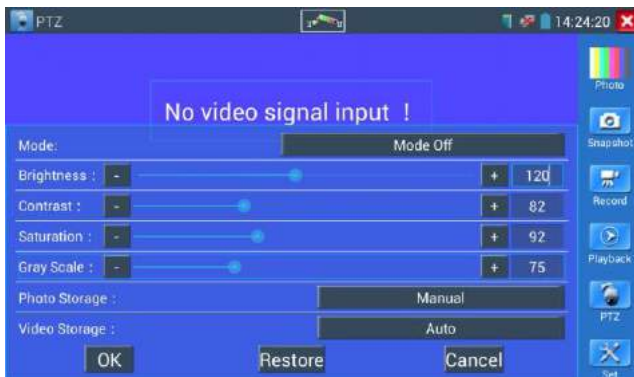 PTZ 14:24:20
Photo
No video signal input !
Snapshot
Mode: Mode Off
Brightness : - + 120
Record
Contrast : - + 82
Saturation : - + 92
Playback
Gray Scale : - + 75
Photo Storage : Manual
PTZ
Video Storage : Auto
OK Restore Cancel
Set